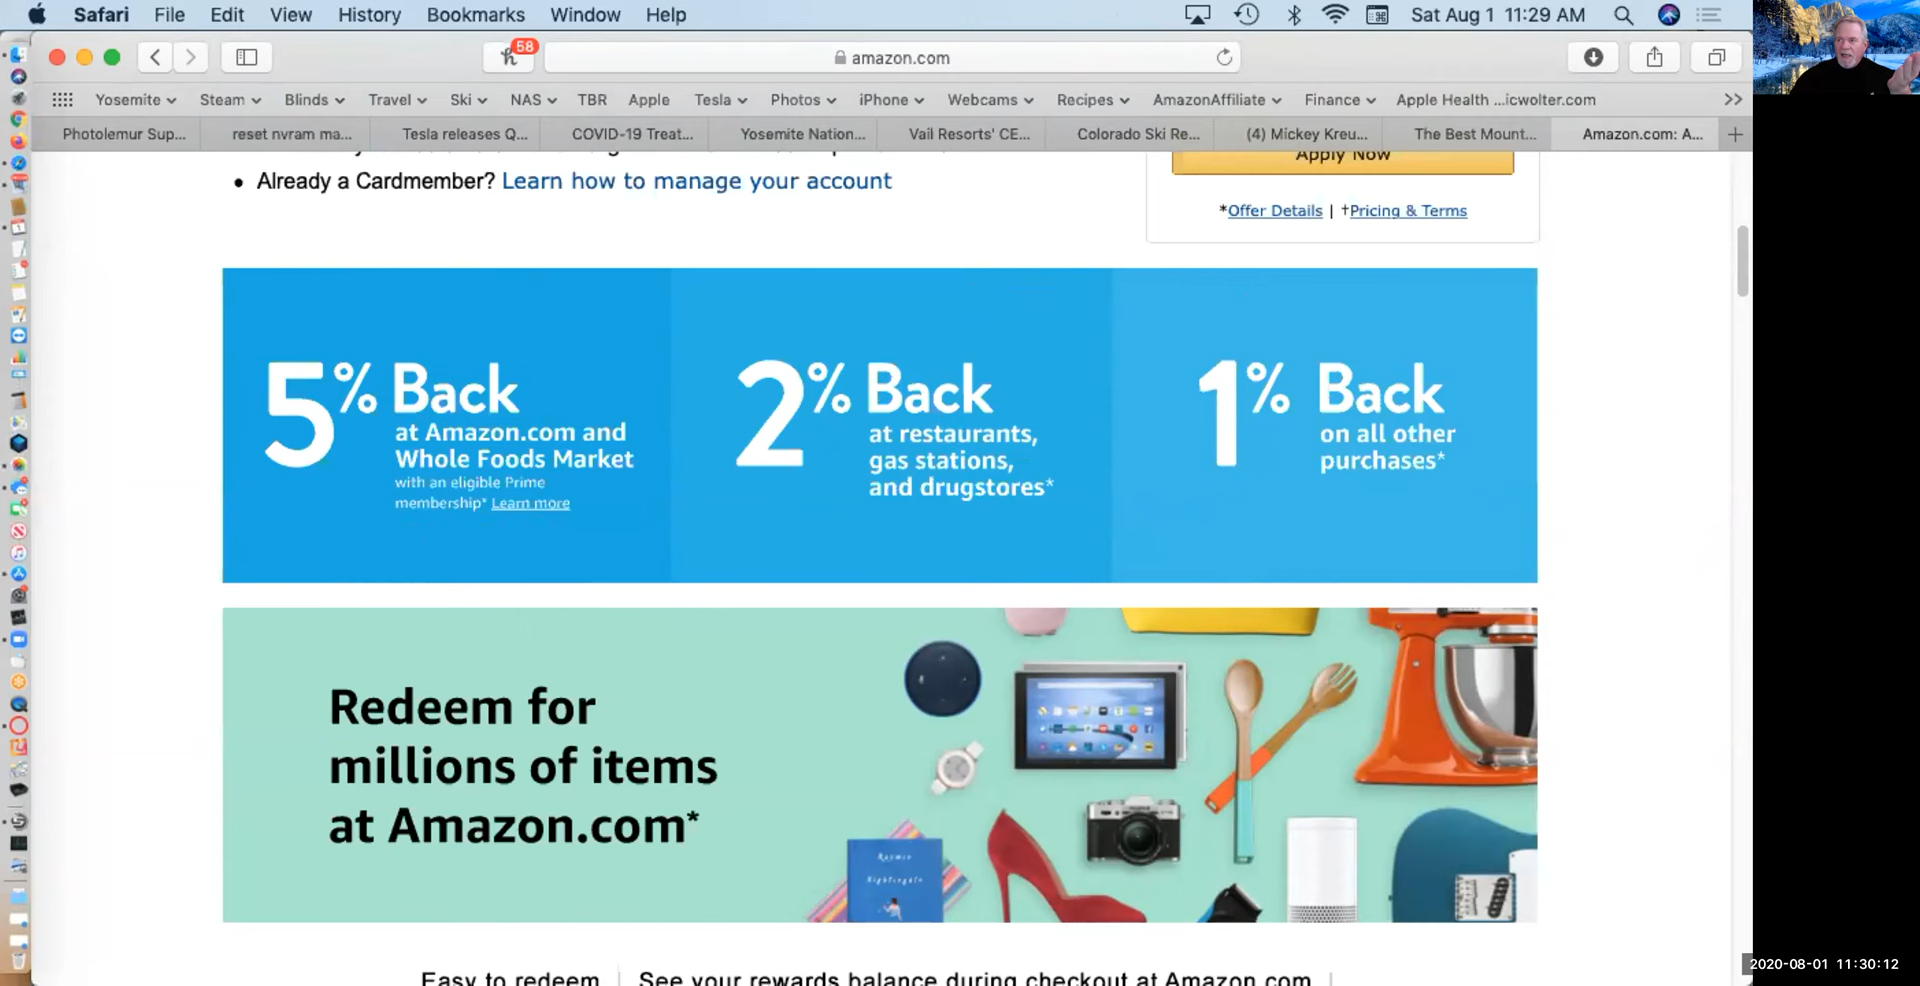 Safari File Edit View History Bookmarks Window Help Sat Aug 1 11:29 AM
58 amazon.com
Yosemite Steam Blinds Travel Ski NAS TBR Apple Tesla Photos iPhone Webcams Recipes AmazonAffiliate Finance Apple Health ...icwolter.com
Photolemur Sup... reset nvram ma... Tesla releases Q... COVID-19 Treat... Yosemite Nation... Vail Resorts' CE... Colorado Ski Re... (4) Mickey Kreu... The Best Mount... Amazon.com: A...
Apply Now
• Already a Cardmember? Learn how to manage your account
*Offer Details | †Pricing & Terms
5% Back
at Amazon.com and
Whole Foods Market
with an eligible Prime
membership* Learn more
2% Back
at restaurants,
gas stations,
and drugstores*
1% Back
on all other
purchases*
Redeem for
millions of items
at Amazon.com*
Raymie
Nightingale
Easy to redeem | See your rewards balance during checkout at Amazon.com |
2020-08-01 11:30:12